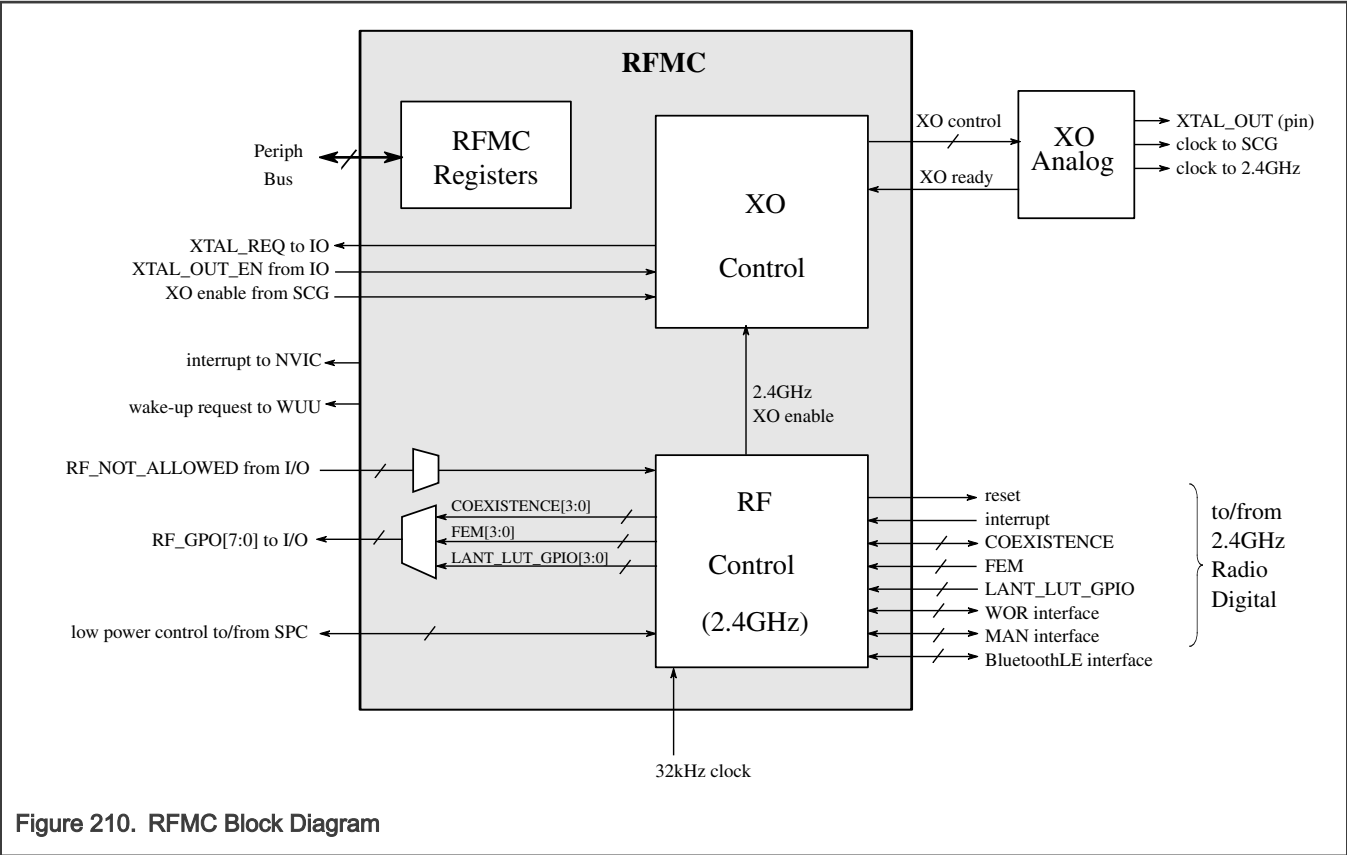 RFMC
RFMC
Registers
Periph
Bus
XO
Control
XO control
XO ready
XO
Analog
XTAL_OUT (pin)
clock to SCG
clock to 2.4GHz
XTAL_REQ to IO
XTAL_OUT_EN from IO
XO enable from SCG
interrupt to NVIC
wake-up request to WUU
2.4GHz
XO enable
RF_NOT_ALLOWED from I/O
RF_GPO[7:0] to I/O
COEXISTENCE[3:0]
FEM[3:0]
LANT_LUT_GPIO[3:0]
low power control to/from SPC
RF
Control
(2.4GHz)
reset
interrupt
COEXISTENCE
FEM
LANT_LUT_GPIO
WOR interface
MAN interface
BluetoothLE interface
to/from
2.4GHz
Radio
Digital
32kHz clock
Figure 210. RFMC Block Diagram